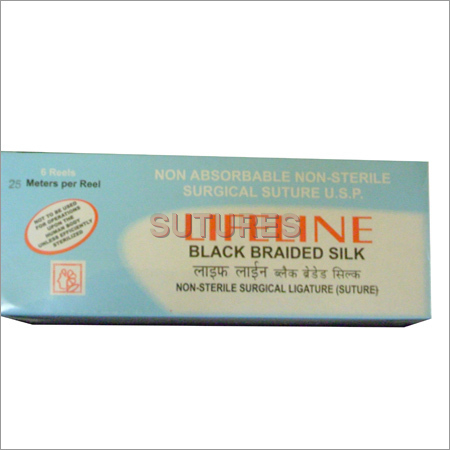 6 Reels
25 Meters per Reel
NOT TO BE USED
FOR OPERATIONS
UPON THE
HUMAN BODY
UNLESS EFFICIENTLY
STERILIZED
NON ABSORBABLE NON-STERILE
SURGICAL SUTURE U.S.P.
LIFELINE
SUTURES
BLACK BRAIDED SILK
लाइफ लाईन ब्लैक ब्रेडेड सिल्क
NON-STERILE SURGICAL LIGATURE (SUTURE)